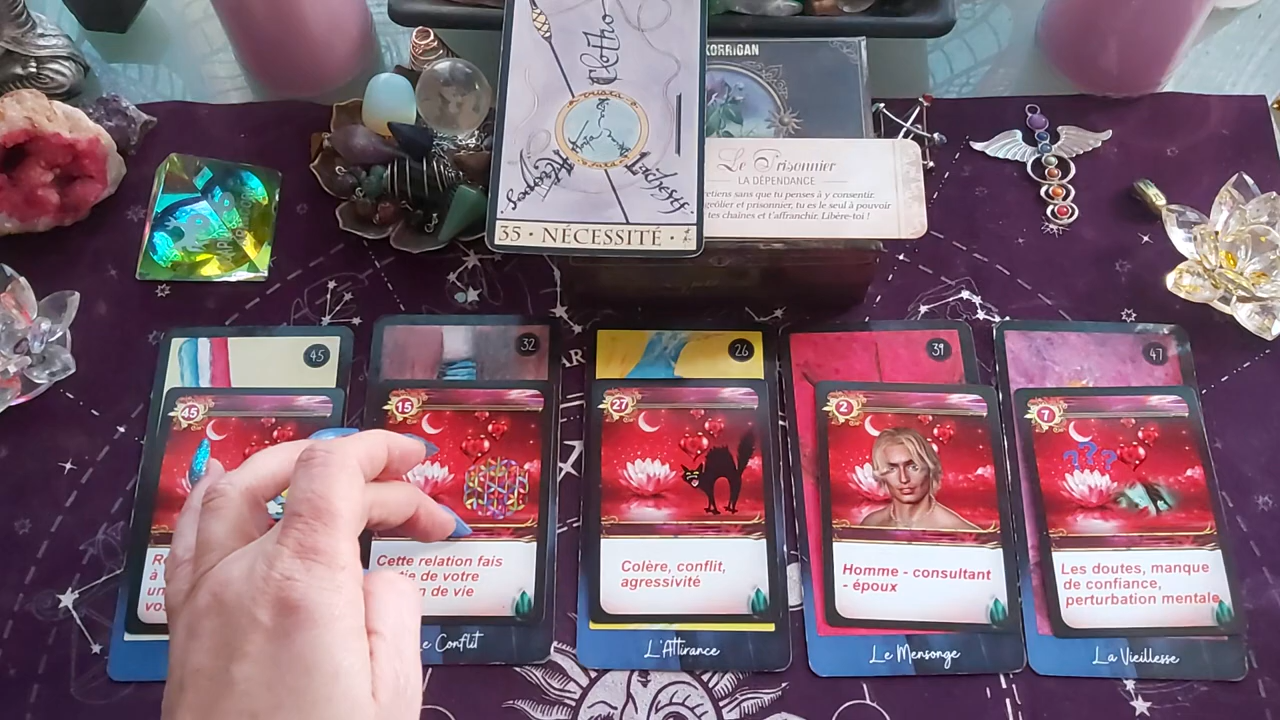 KORRIGAN
Clotho
Lachesis
35 · NÉCESSITÉ ·
Le Prisonnier
LA DÉPENDANCE
retiens sans que tu penses à y consentir.
geôlier et prisonnier, tu es le seul à pouvoir
tes chaînes et t'affranchir. Libère-toi !
45
32
26
39
47
45
15
Cette relation fais
de votre
de vie
27
Colère, conflit,
agressivité
2
Homme - consultant
- époux
7
Les doutes, manque
de confiance,
perturbation mentale
Conflit
L'Attirance
Le Mensonge
La Vieillesse